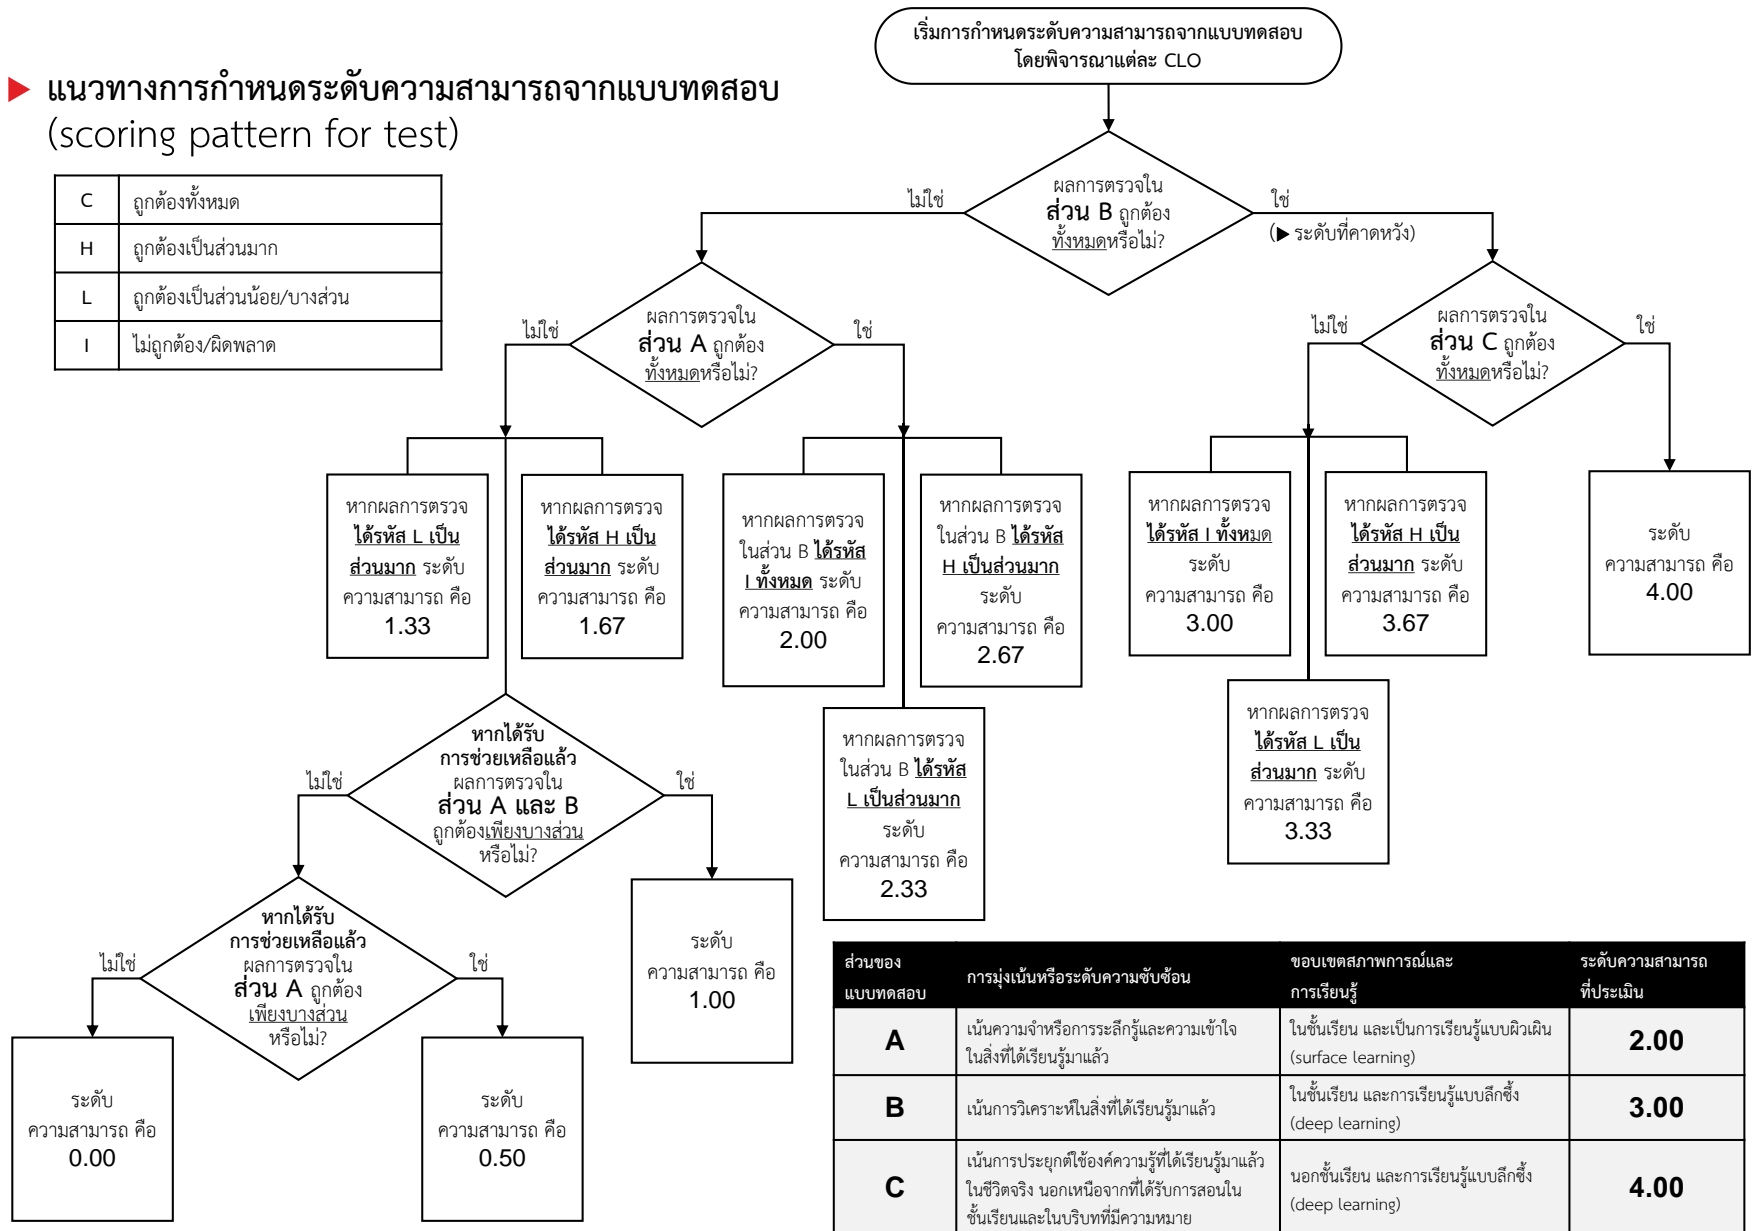 เริ่มการกำหนดระดับความสามารถจากแบบทดสอบ
โดยพิจารณาแต่ละ CLO
▶ แนวทางการกำหนดระดับความสามารถจากแบบทดสอบ
(scoring pattern for test)
C ถูกต้องทั้งหมด
H ถูกต้องเป็นส่วนมาก
L ถูกต้องเป็นส่วนน้อย/บางส่วน
I ไม่ถูกต้อง/ผิดพลาด
ผลการตรวจใน
ส่วน B ถูกต้อง
ทั้งหมดหรือไม่?
ไม่ใช่
ใช่
(▶ ระดับที่คาดหวัง)
ผลการตรวจใน
ส่วน A ถูกต้อง
ทั้งหมดหรือไม่?
ไม่ใช่
ใช่
ผลการตรวจใน
ส่วน C ถูกต้อง
ทั้งหมดหรือไม่?
ไม่ใช่
ใช่
หากผลการตรวจ
ได้รหัส L เป็น
ส่วนมาก ระดับ
ความสามารถ คือ
1.33
หากผลการตรวจ
ได้รหัส H เป็น
ส่วนมาก ระดับ
ความสามารถ คือ
1.67
หากผลการตรวจ
ในส่วน B ได้รหัส
I ทั้งหมด ระดับ
ความสามารถ คือ
2.00
หากผลการตรวจ
ในส่วน B ได้รหัส
H เป็นส่วนมาก
ระดับ
ความสามารถ คือ
2.67
หากผลการตรวจ
ได้รหัส I ทั้งหมด
ระดับ
ความสามารถ คือ
3.00
หากผลการตรวจ
ได้รหัส H เป็น
ส่วนมาก ระดับ
ความสามารถ คือ
3.67
ระดับ
ความสามารถ คือ
4.00
หากผลการตรวจ
ในส่วน B ได้รหัส
L เป็นส่วนมาก
ระดับ
ความสามารถ คือ
2.33
หากผลการตรวจ
ได้รหัส L เป็น
ส่วนมาก ระดับ
ความสามารถ คือ
3.33
หากได้รับ
การช่วยเหลือแล้ว
ผลการตรวจใน
ส่วน A และ B
ถูกต้องเพียงบางส่วน
หรือไม่?
ไม่ใช่
ใช่
หากได้รับ
การช่วยเหลือแล้ว
ผลการตรวจใน
ส่วน A ถูกต้อง
เพียงบางส่วน
หรือไม่?
ไม่ใช่
ใช่
ระดับ
ความสามารถ คือ
1.00
ระดับ
ความสามารถ คือ
0.00
ระดับ
ความสามารถ คือ
0.50
ส่วนของ
แบบทดสอบ
การมุ่งเน้นหรือระดับความซับซ้อน
ขอบเขตสภาพการณ์และ
การเรียนรู้
ระดับความสามารถ
ที่ประเมิน
A
เน้นความจำหรือการระลึกรู้และความเข้าใจ
ในสิ่งที่ได้เรียนรู้มาแล้ว
ในชั้นเรียน และเป็นการเรียนรู้แบบผิวเผิน
(surface learning)
2.00
B
เน้นการวิเคราะห์ในสิ่งที่ได้เรียนรู้มาแล้ว
ในชั้นเรียน และการเรียนรู้แบบลึกซึ้ง
(deep learning)
3.00
C
เน้นการประยุกต์ใช้องค์ความรู้ที่ได้เรียนรู้มาแล้ว
ในชีวิตจริง นอกเหนือจากที่ได้รับการสอนใน
ชั้นเรียนและในบริบทที่มีความหมาย
นอกชั้นเรียน และการเรียนรู้แบบลึกซึ้ง
(deep learning)
4.00